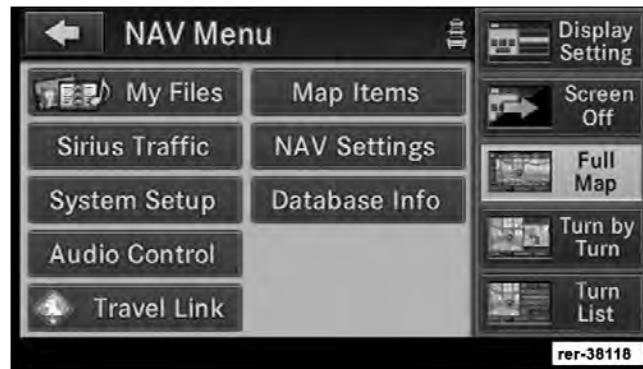 NAV Menu
My Files
Map Items
Sirius Traffic
NAV Settings
System Setup
Database Info
Audio Control
Travel Link
Display
Setting
Screen
Off
Full
Map
Turn by
Turn
Turn
List
rer-38118